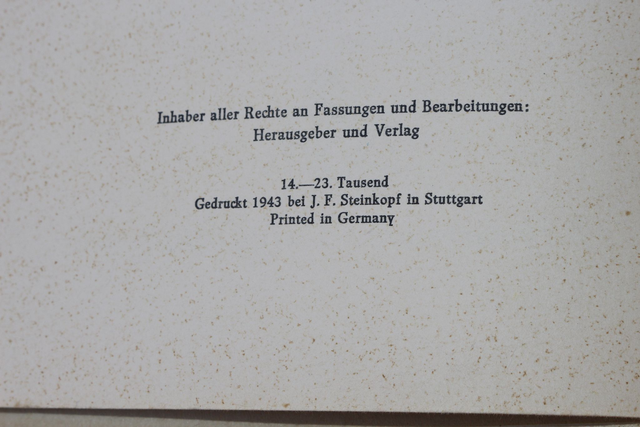 Inhaber aller Rechte an Fassungen und Bearbeitungen:
Herausgeber und Verlag
14.—23. Tausend
Gedruckt 1943 bei J. F. Steinkopf in Stuttgart
Printed in Germany